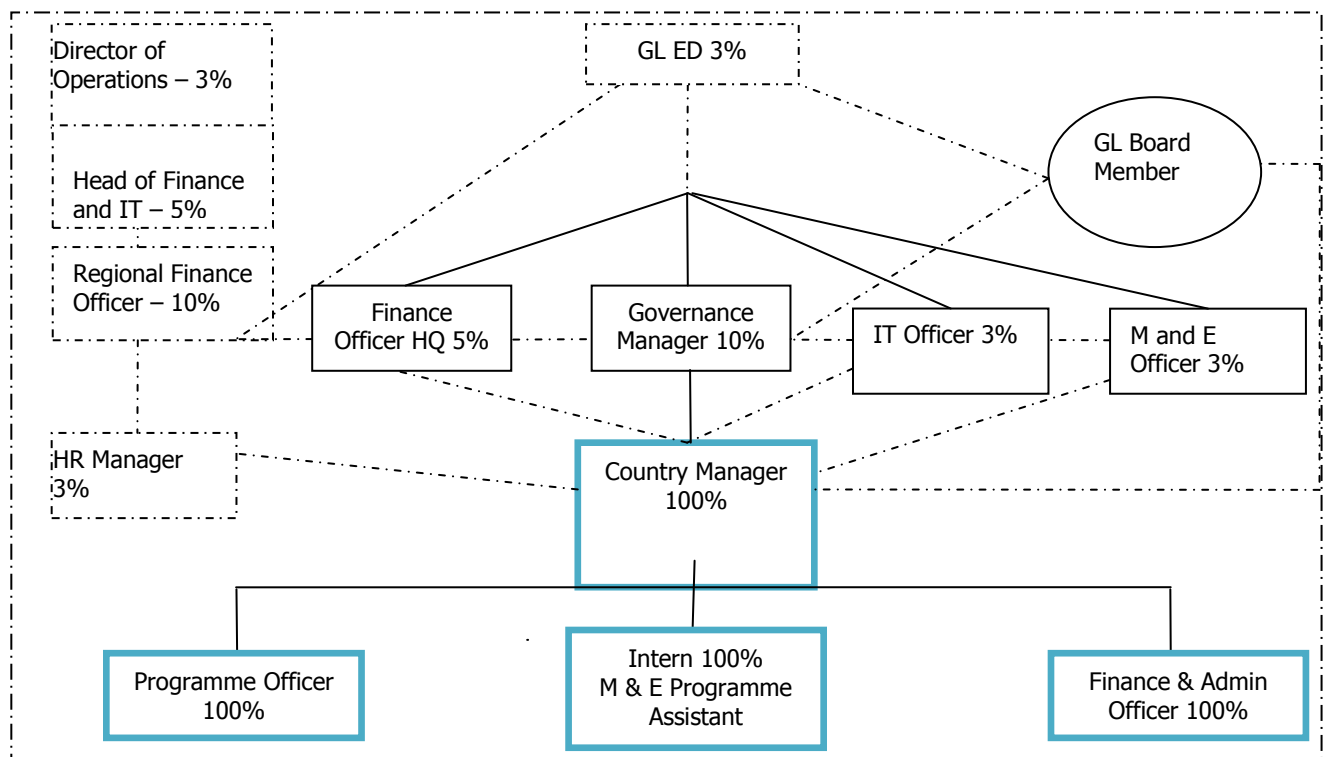 Director of
Operations – 3%
GL ED 3%
GL Board
Member
Head of Finance
and IT – 5%
Regional Finance
Officer – 10%
Finance
Officer HQ 5%
Governance
Manager 10%
IT Officer 3%
M and E
Officer 3%
HR Manager
3%
Country Manager
100%
Programme Officer
100%
Intern 100%
M & E Programme
Assistant
Finance & Admin
Officer 100%